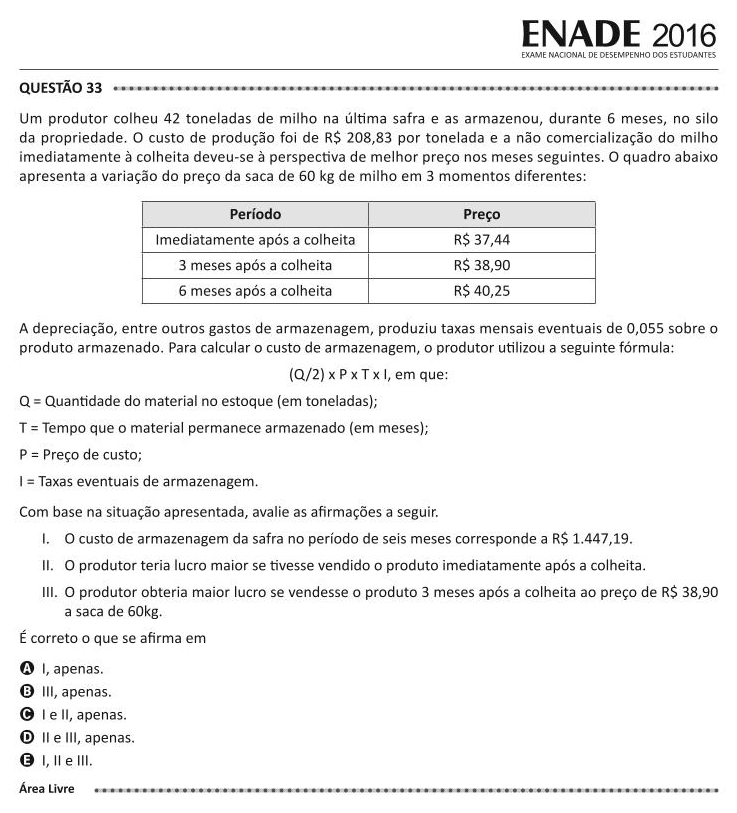 ENADE 2016
EXAME NACIONAL DE DESEMPENHO DOS ESTUDANTES
QUESTÃO 33
Um produtor colheu 42 toneladas de milho na última safra e as armazenou, durante 6 meses, no silo
da propriedade. O custo de produção foi de R$ 208,83 por tonelada e a não comercialização do milho
imediatamente à colheita deveu-se à perspectiva de melhor preço nos meses seguintes. O quadro abaixo
apresenta a variação do preço da saca de 60 kg de milho em 3 momentos diferentes:
Período Preço
Imediatamente após a colheita R$ 37,44
3 meses após a colheita R$ 38,90
6 meses após a colheita R$ 40,25
A depreciação, entre outros gastos de armazenagem, produziu taxas mensais eventuais de 0,055 sobre o
produto armazenado. Para calcular o custo de armazenagem, o produtor utilizou a seguinte fórmula:
(Q/2) x P x T x I, em que:
Q = Quantidade do material no estoque (em toneladas);
T = Tempo que o material permanece armazenado (em meses);
P = Preço de custo;
I = Taxas eventuais de armazenagem.
Com base na situação apresentada, avalie as afirmações a seguir.
I. O custo de armazenagem da safra no período de seis meses corresponde a R$ 1.447,19.
II. O produtor teria lucro maior se tivesse vendido o produto imediatamente após a colheita.
III. O produtor obteria maior lucro se vendesse o produto 3 meses após a colheita ao preço de R$ 38,90
a saca de 60kg.
É correto o que se afirma em
A I, apenas.
B III, apenas.
C I e II, apenas.
D II e III, apenas.
E I, II e III.
Área Livre